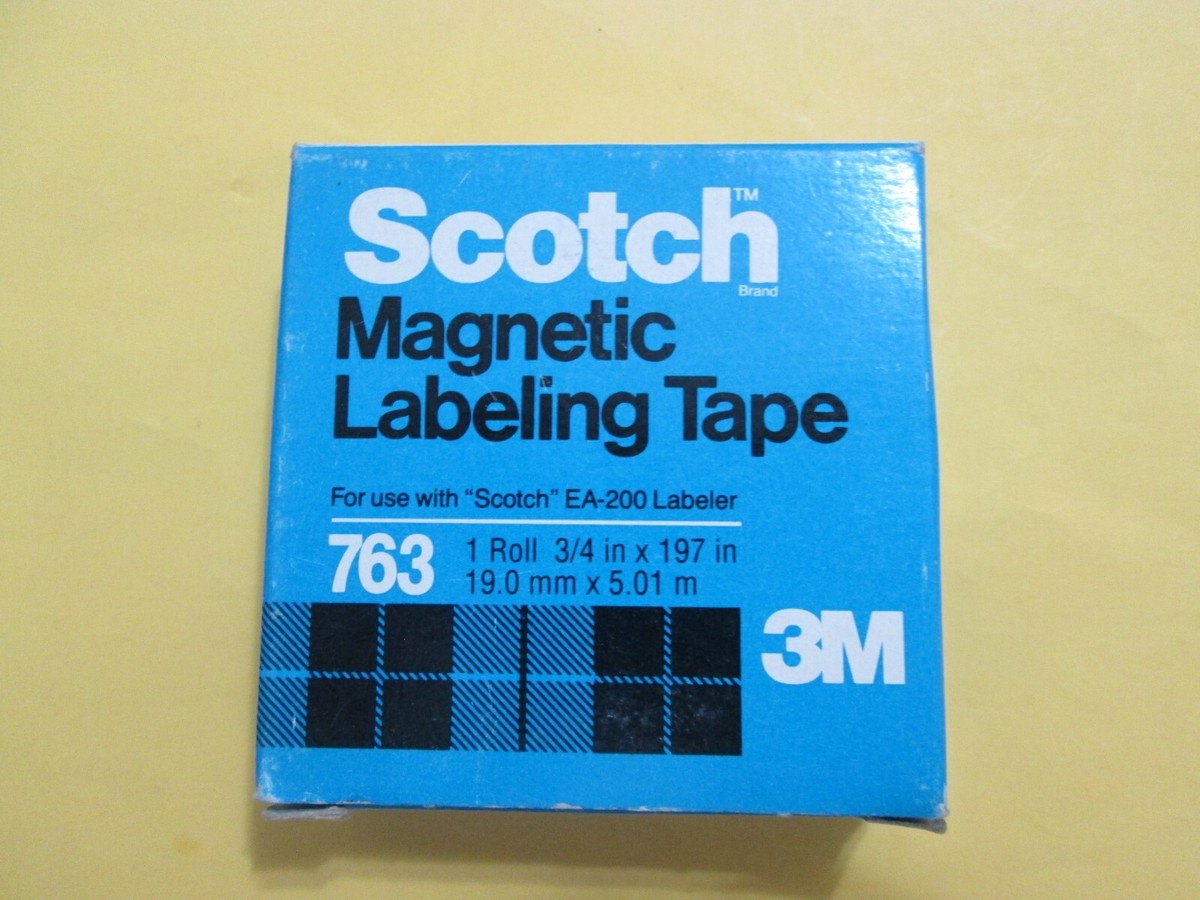 Scotch™
Brand
Magnetic
Labeling Tape
For use with “Scotch” EA-200 Labeler
763
1 Roll 3/4 in x 197 in
19.0 mm x 5.01 m
3M